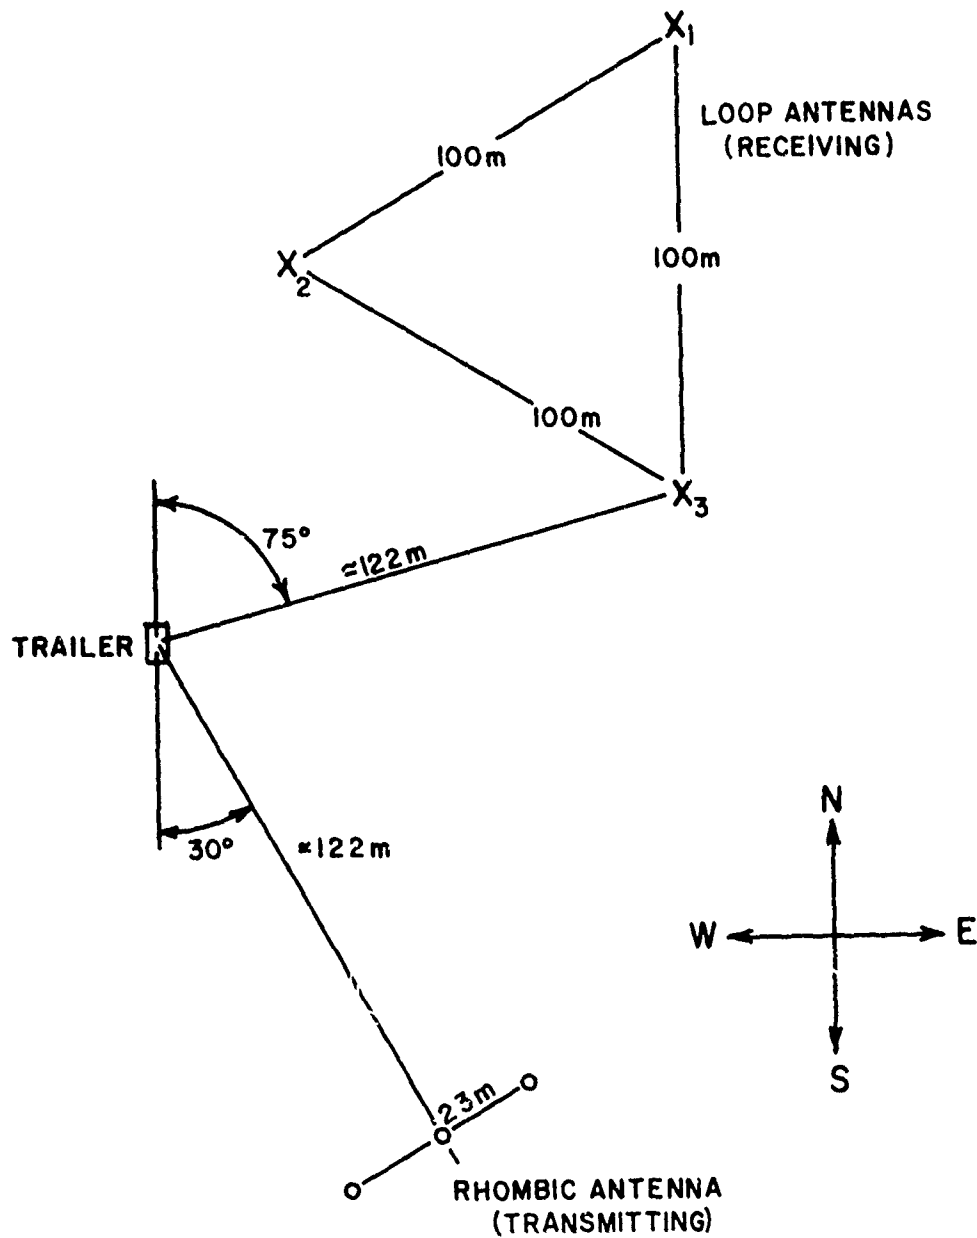 X1
LOOP ANTENNAS
(RECEIVING)
100m
100m
X2
100m
X3
75°
≃122m
TRAILER
30°
≈122m
N
W
E
S
23m
RHOMBIC ANTENNA
(TRANSMITTING)